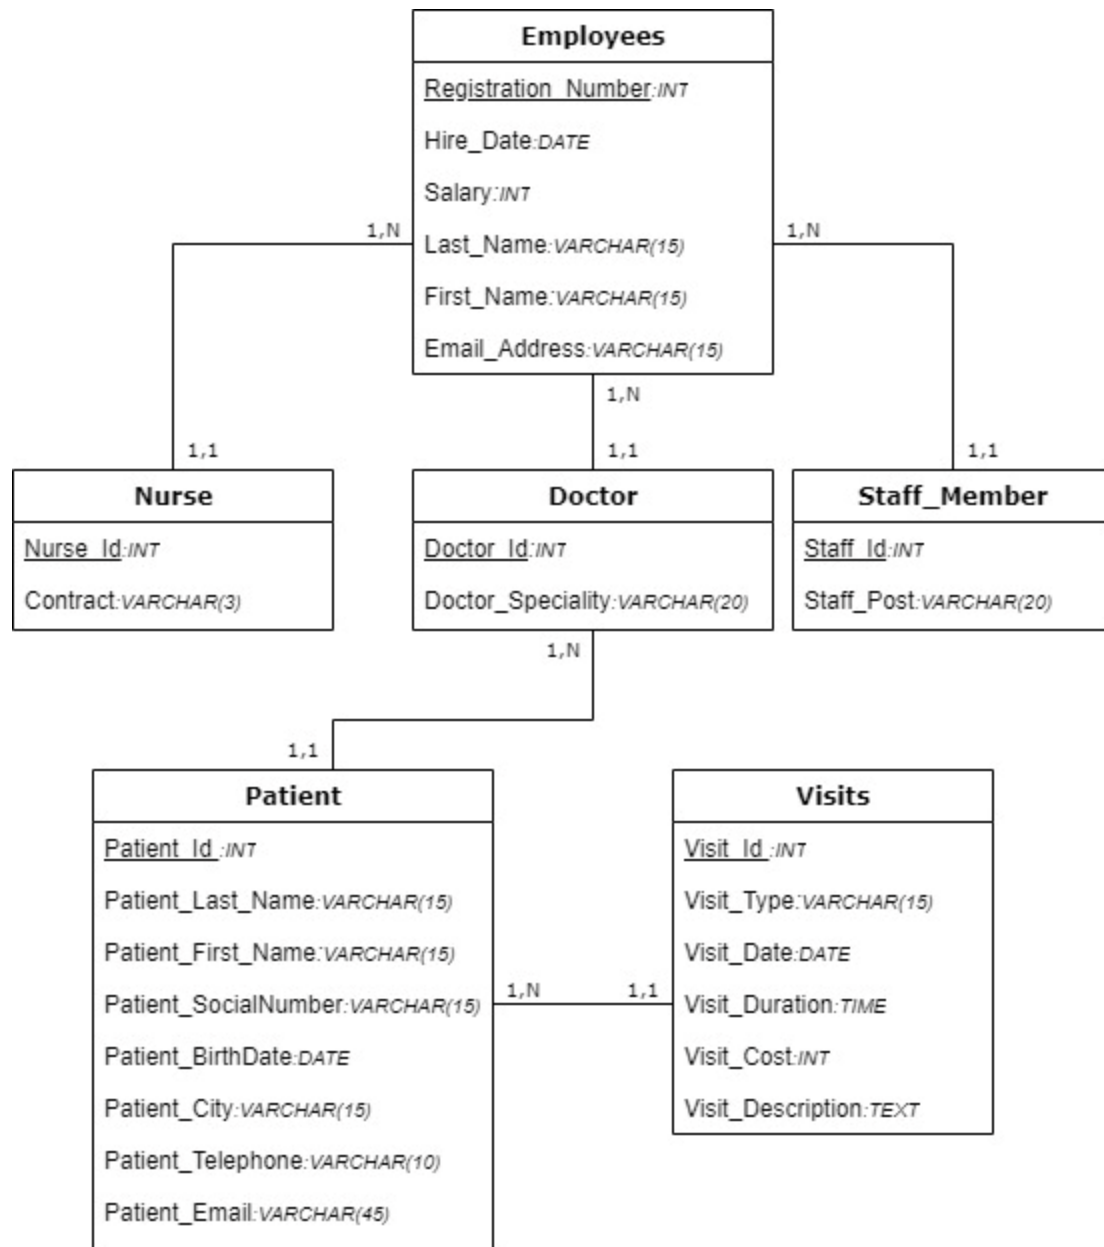 Employees
Registration_Number:INT
Hire_Date:DATE
Salary:INT
1,N
1,N
Last_Name:VARCHAR(15)
First_Name:VARCHAR(15)
Email_Address:VARCHAR(15)
1,N
1,1
1,1
1,1
Nurse
Nurse_Id:INT
Contract:VARCHAR(3)
Doctor
Doctor_Id:INT
Doctor_Speciality:VARCHAR(20)
Staff_Member
Staff_Id:INT
Staff_Post:VARCHAR(20)
1,N
1,1
Patient
Patient_Id :INT
Patient_Last_Name:VARCHAR(15)
Patient_First_Name:VARCHAR(15)
Patient_SocialNumber:VARCHAR(15)
Patient_BirthDate:DATE
Patient_City:VARCHAR(15)
Patient_Telephone:VARCHAR(10)
Patient_Email:VARCHAR(45)
1,N
1,1
Visits
Visit_Id :INT
Visit_Type:VARCHAR(15)
Visit_Date:DATE
Visit_Duration:TIME
Visit_Cost:INT
Visit_Description:TEXT